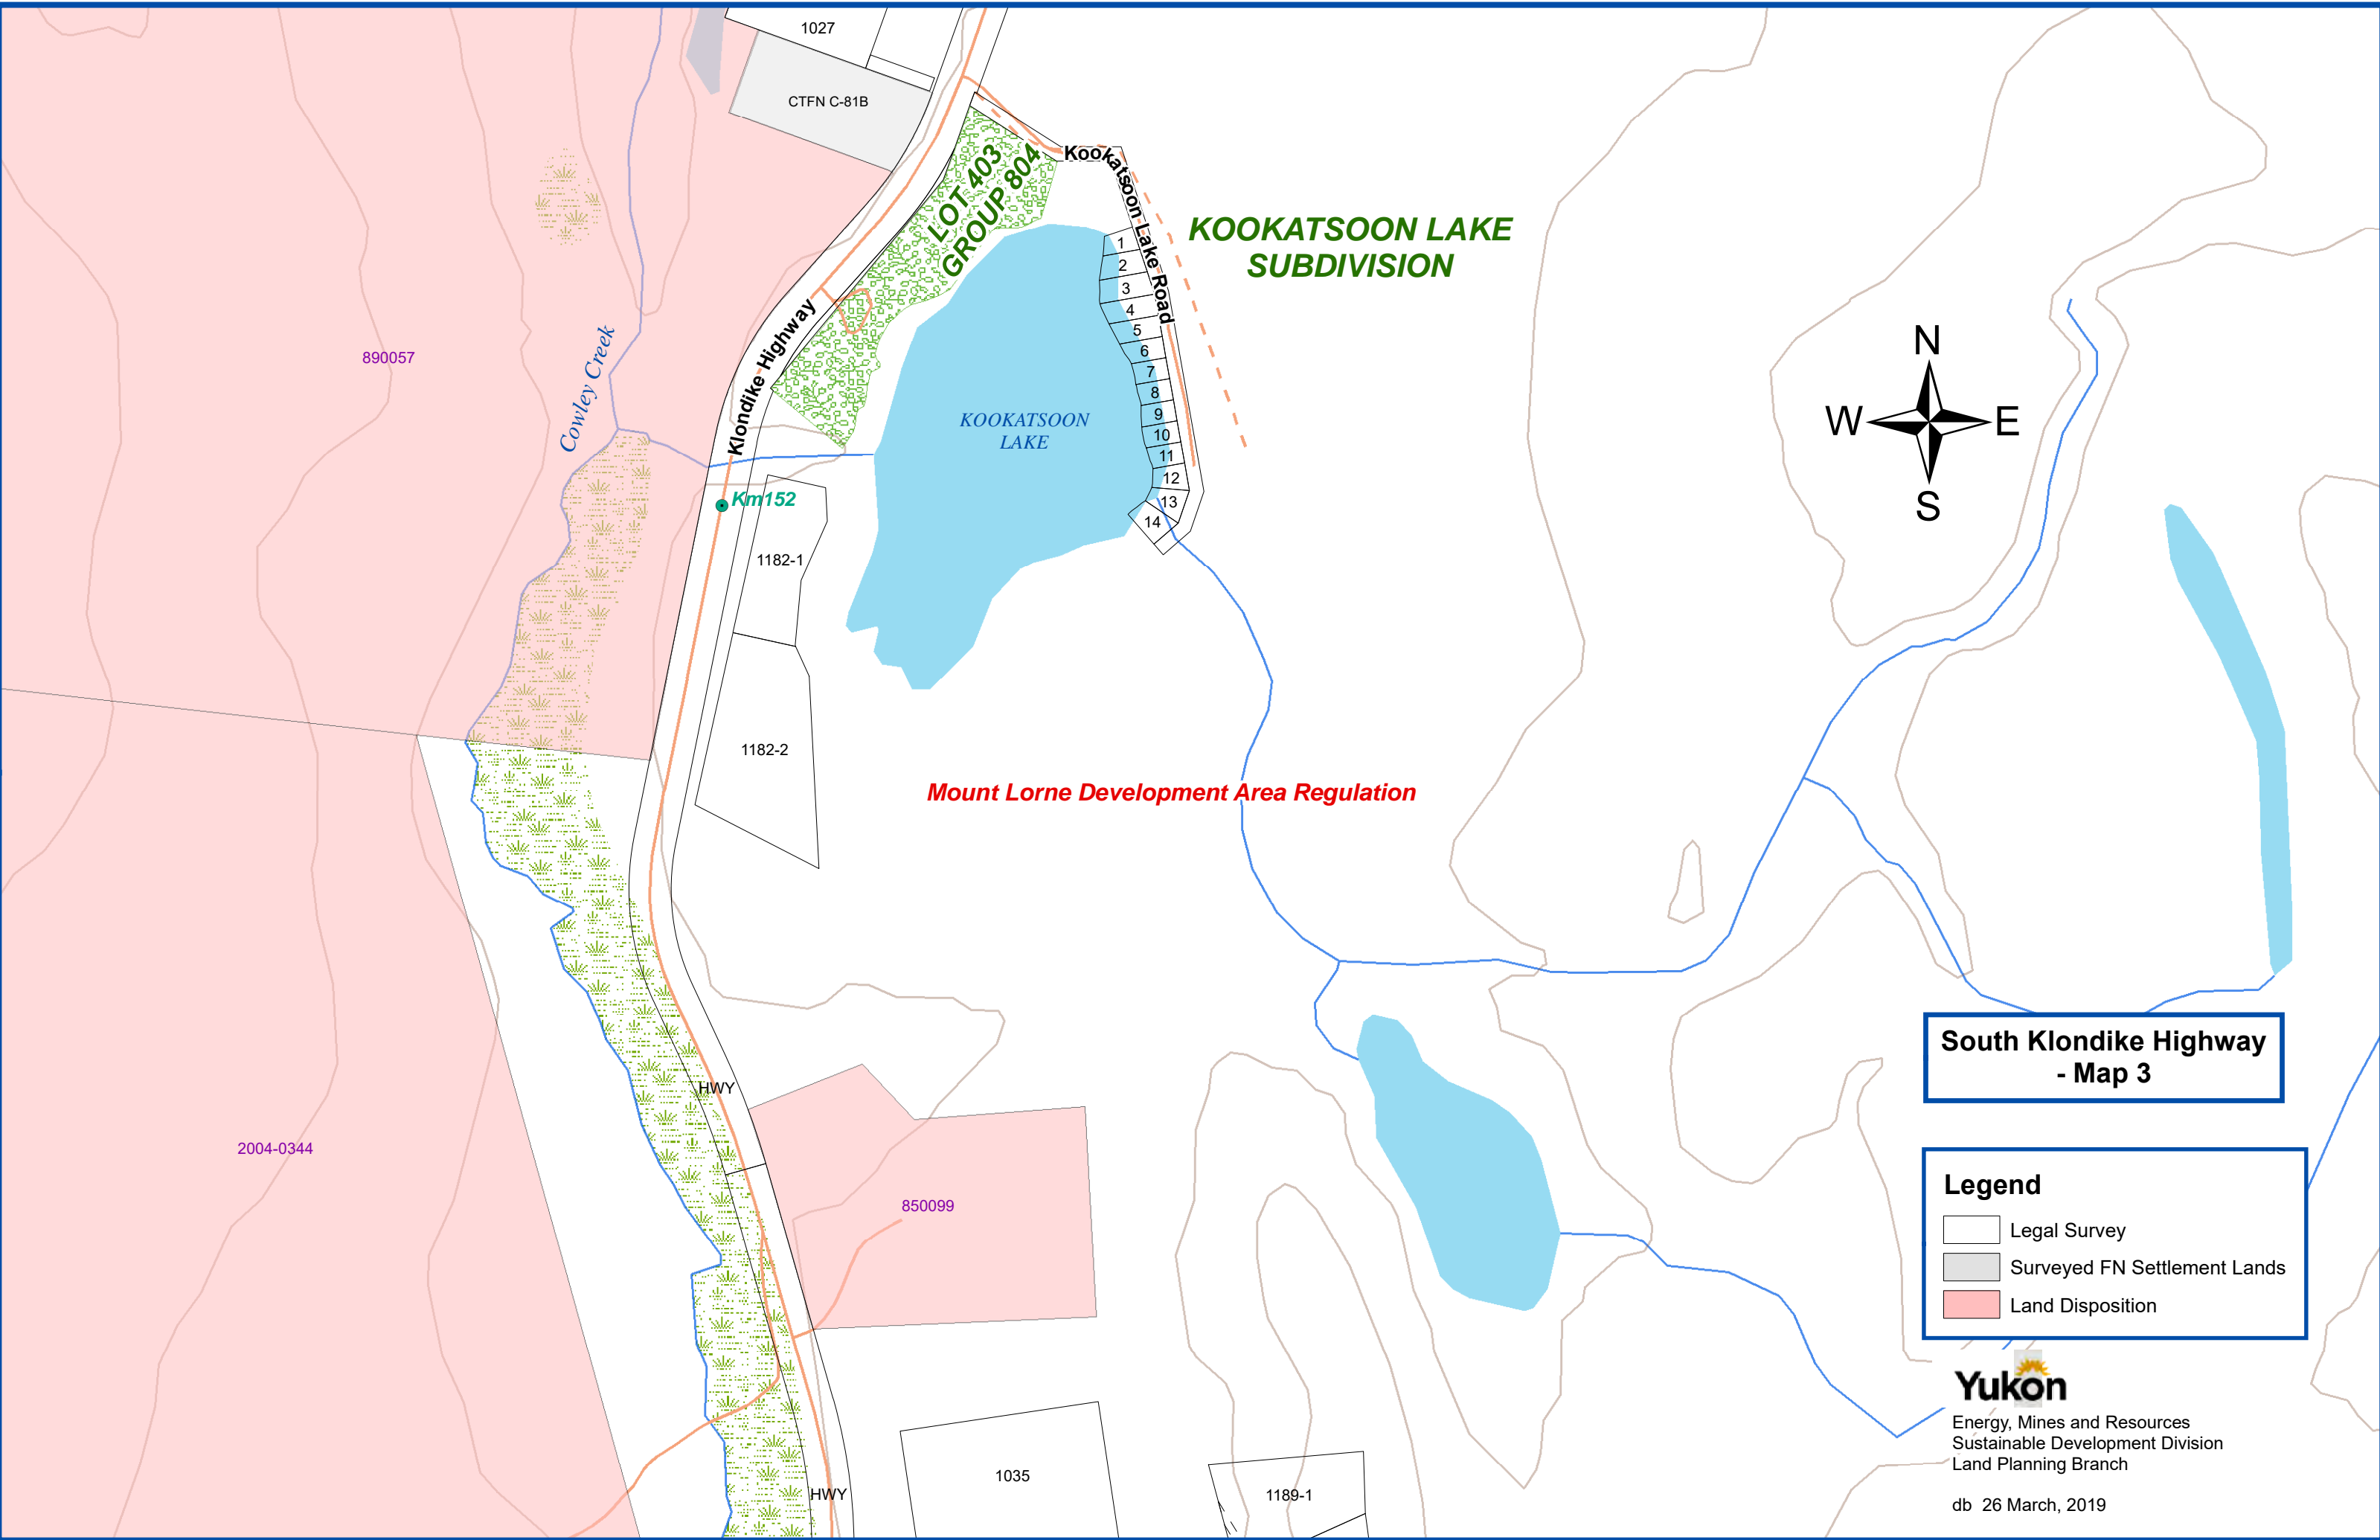 1027
CTFN C-81B
LOT 403
GROUP 804
Kookatsoon Lake Road
KOOKATSOON LAKE
SUBDIVISION
1
2
3
4
5
6
7
8
9
10
11
12
13
14
890057
Cowley Creek
Klondike Highway
KOOKATSOON
LAKE
N
W
E
S
Km152
1182-1
1182-2
Mount Lorne Development Area Regulation
HWY
2004-0344
850099
South Klondike Highway
- Map 3
Legend
Legal Survey
Surveyed FN Settlement Lands
Land Disposition
Yukon
Energy, Mines and Resources
Sustainable Development Division
Land Planning Branch
db 26 March, 2019
1035
1189-1
HWY